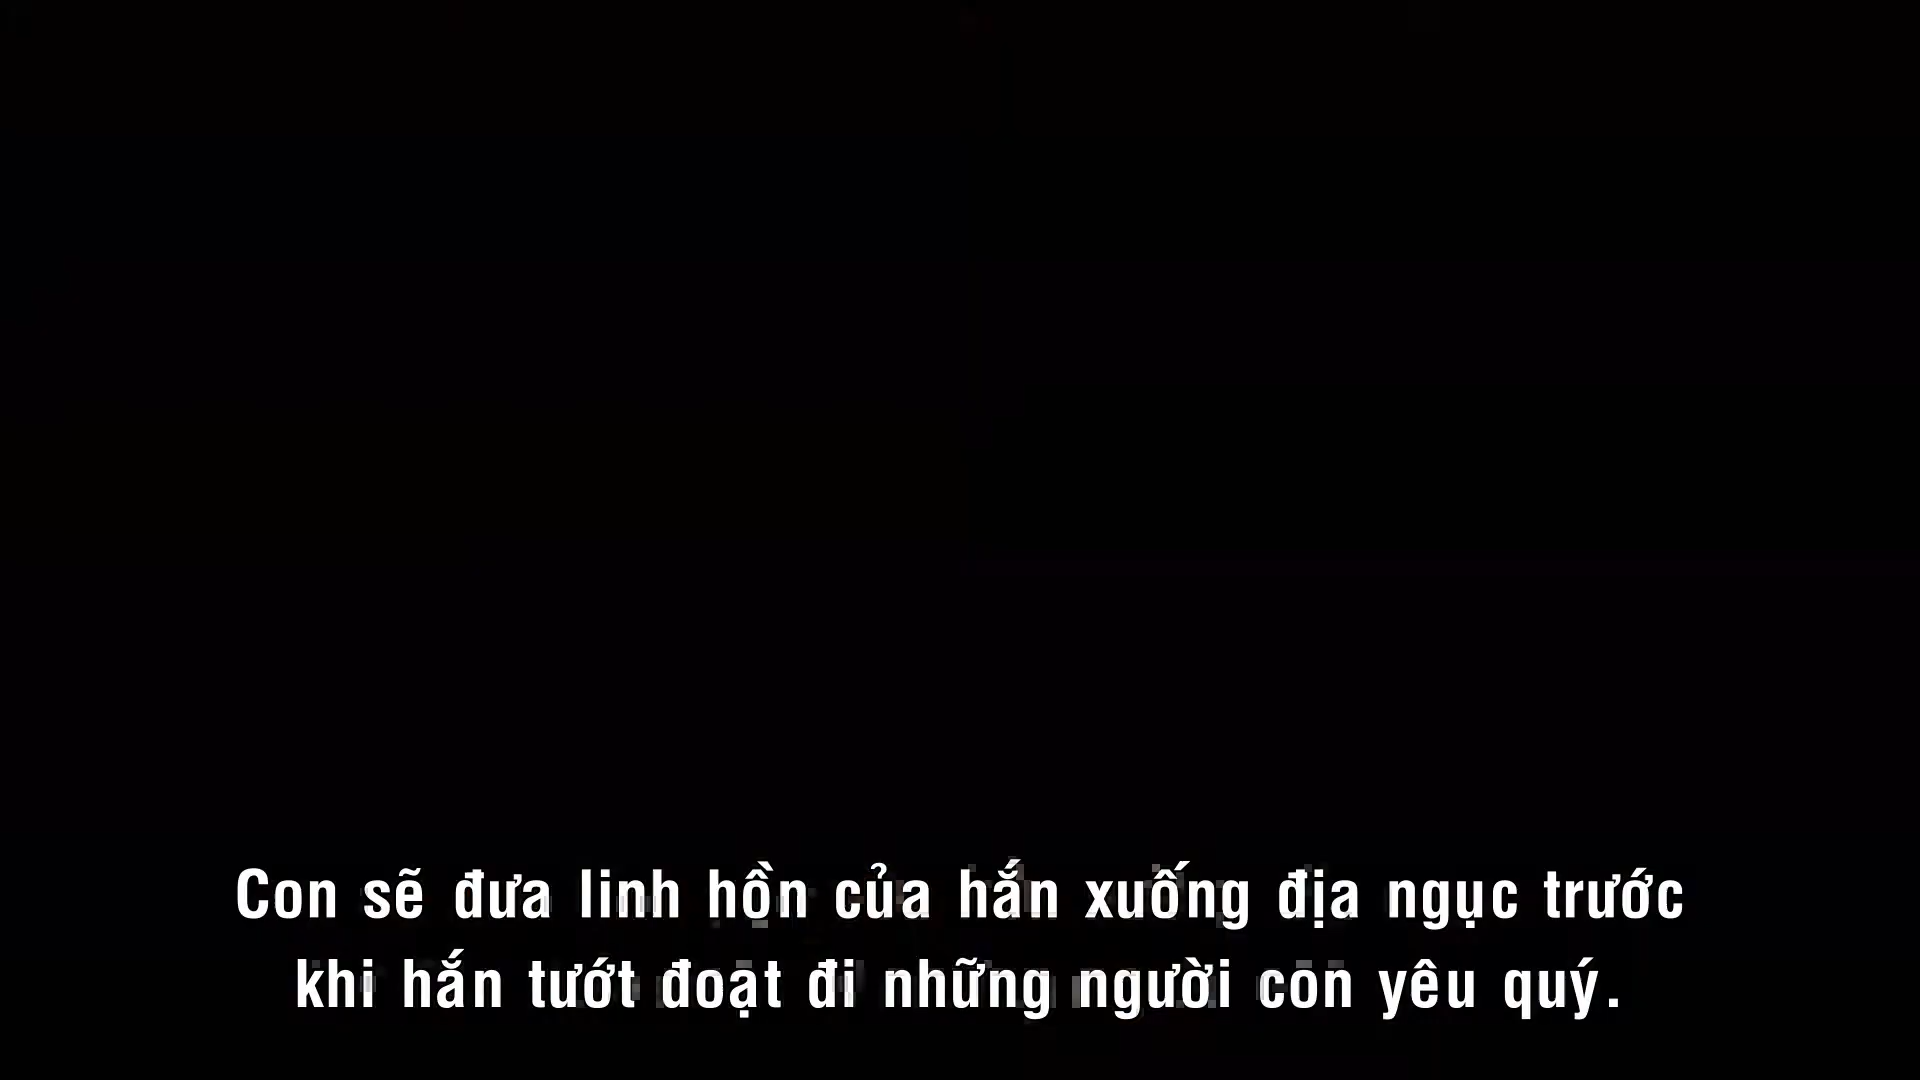 Con sẽ đưa linh hồn của hắn xuống địa ngục trước
khi hắn tướt đoạt đi những người con yêu quý.